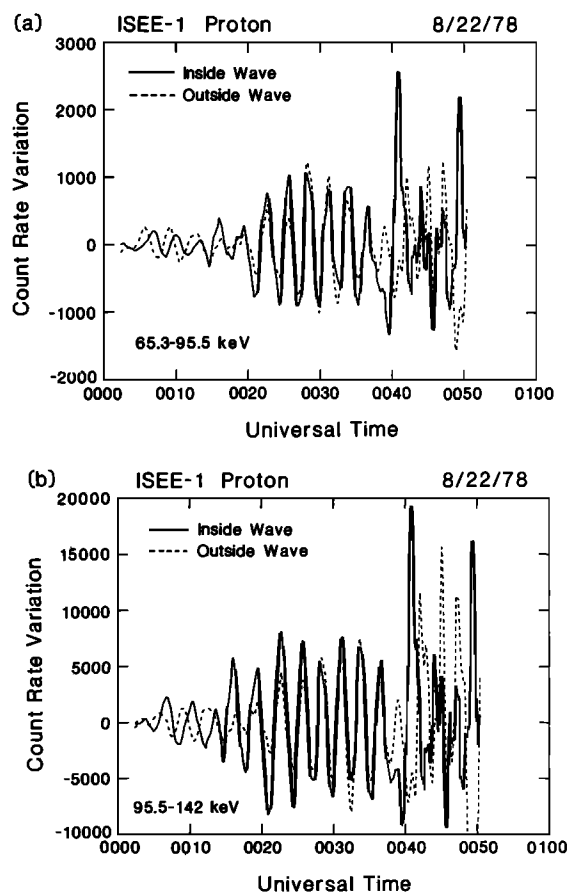 (a)
ISEE-1 Proton 8/22/78
3000
2000
1000
0
-1000
-2000
Count Rate Variation
Inside Wave
Outside Wave
65.3-95.5 keV
0000 0010 0020 0030 0040 0050 0100
Universal Time
(b)
ISEE-1 Proton 8/22/78
20000
15000
10000
5000
0
-5000
-10000
Count Rate Variation
Inside Wave
Outside Wave
95.5-142 keV
0000 0010 0020 0030 0040 0050 0100
Universal Time